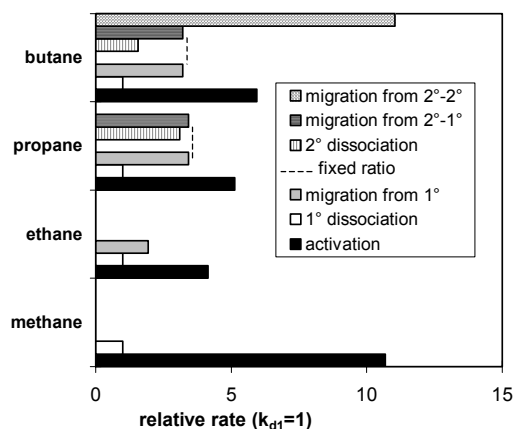 butane
propane
ethane
methane
migration from 2°-2°
migration from 2°-1°
2° dissociation
fixed ratio
migration from 1°
1° dissociation
activation
0 5 10 15
relative rate (kd1=1)